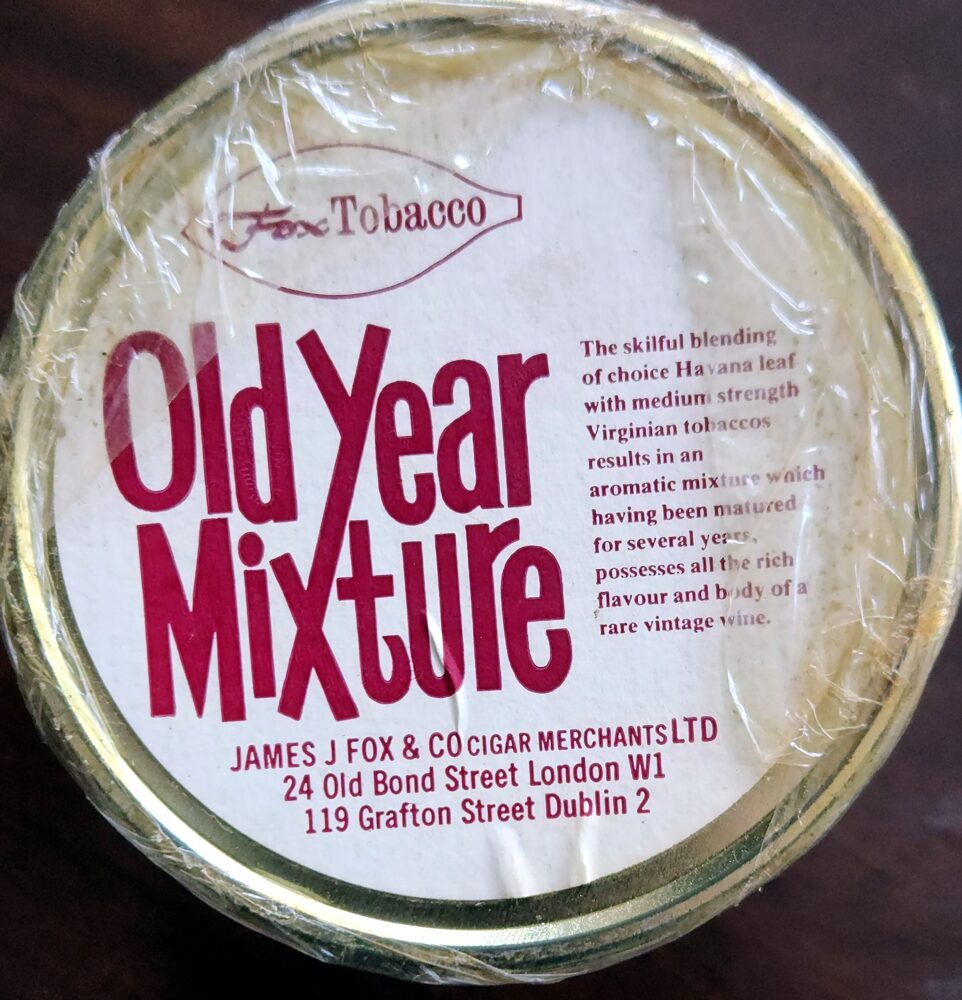 Fox Tobacco
Old Year
Mixture
The skilful blending
of choice Havana leaf
with medium strength
Virginian tobaccos
results in an
aromatic mixture which
having been matured
for several years,
possesses all the rich
flavour and body of a
rare vintage wine.
JAMES J FOX & CO CIGAR MERCHANTS LTD
24 Old Bond Street London W1
119 Grafton Street Dublin 2